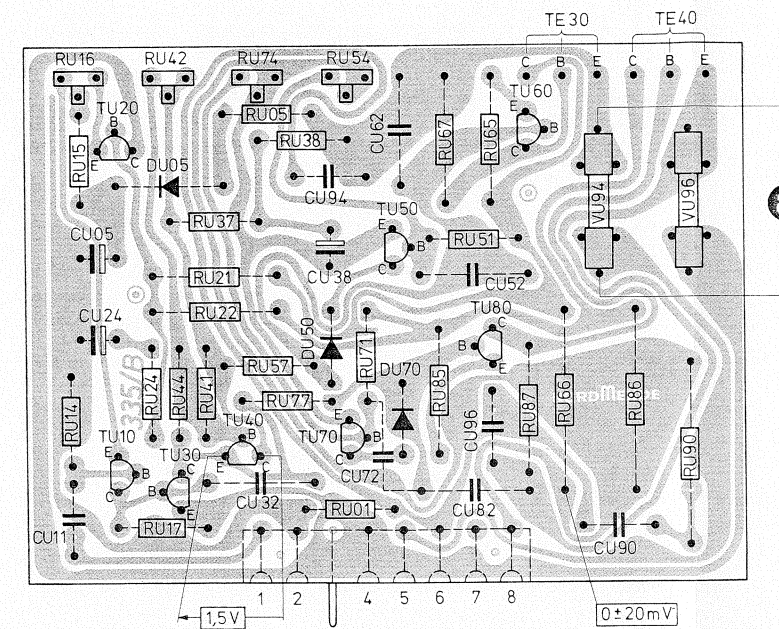 TE30 TE40
C B E C B E
RU16 RU42 RU74 RU54
TU20 B E C
RU05
TU60 E B C
RU15
RU38
CU62
RU67
RU65
DU05
CU94
VU94
VU96
RU37
TU50 E B C
RU51
CU05
CU38
RU21
CU52
CU24
RU22
DU50
TU80 C B E
RU71
335/B
RU24
RU44
RU41
RU57
DU70
RU85
RU77
RU87
RU66
RU86
RDMENDE
RU14
TU40 B E C
TU70 E B C
CU96
RU90
TU10 E B C
TU30 C B E
CU72
CU32
CU82
CU11
RU17
RU01
CU90
1 2 4 5 6 7 8
1,5V
0±20mV